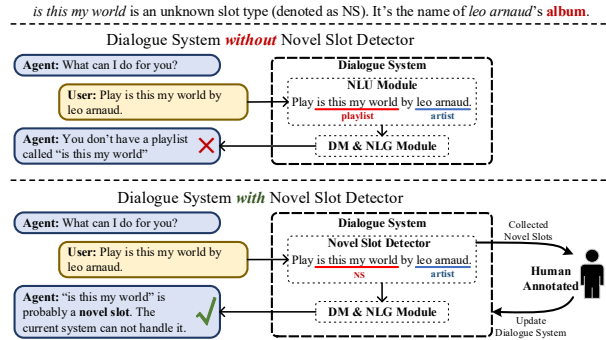 is this my world is an unknown slot type (denoted as NS). It's the name of leo arnaud's album.
Dialogue System without Novel Slot Detector
Agent: What can I do for you?
User: Play is this my world by
leo arnaud.
Agent: You don't have a playlist
called "is this my world"
Dialogue System
NLU Module
Play is this my world by leo arnaud.
playlist
artist
DM & NLG Module
Dialogue System with Novel Slot Detector
Agent: What can I do for you?
User: Play is this my world by
leo arnaud.
Agent: "is this my world" is
probably a novel slot. The
current system can not handle it.
Dialogue System
Novel Slot Detector
Play is this my world by leo arnaud.
NS
artist
DM & NLG Module
Collected
Novel Slots
Human
Annotated
Update
Dialogue System